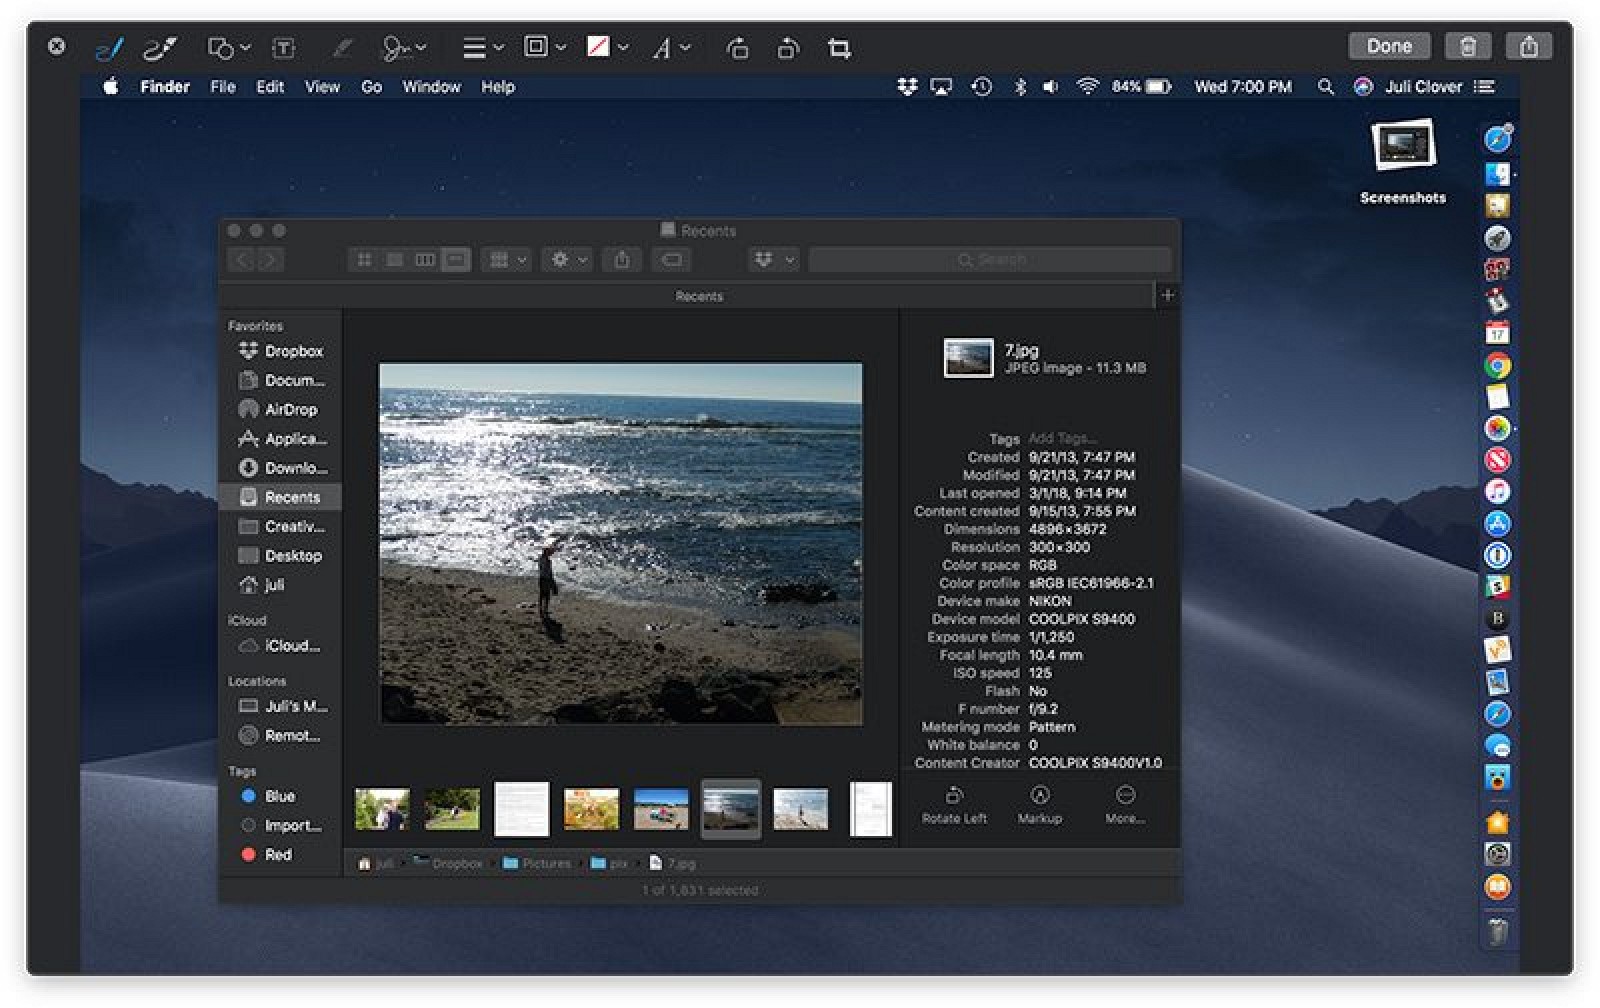 Done
Finder File Edit View Go Window Help 84% Wed 7:00 PM Juli Clover
Screenshots
Recents
Search
Recents
Favorites
Dropbox
Docum...
AirDrop
Applica...
Downlo...
Recents
Creativ...
Desktop
juli
iCloud
iCloud...
Locations
Juli's M...
Remot...
Tags
Blue
Import...
Red
7.jpg
JPEG image - 11.3 MB
Tags Add Tags...
Created 9/21/13, 7:47 PM
Modified 9/21/13, 7:47 PM
Last opened 3/1/18, 9:14 PM
Content created 9/15/13, 7:55 PM
Dimensions 4896×3672
Resolution 300×300
Color space RGB
Color profile sRGB IEC61966-2.1
Device make NIKON
Device model COOLPIX S9400
Exposure time 1/1,250
Focal length 10.4 mm
ISO speed 125
Flash No
F number f/9.2
Metering mode Pattern
White balance 0
Content Creator COOLPIX S9400V1.0
Rotate Left Markup More...
juli Dropbox Pictures pix 7.jpg
1 of 1,831 selected
17